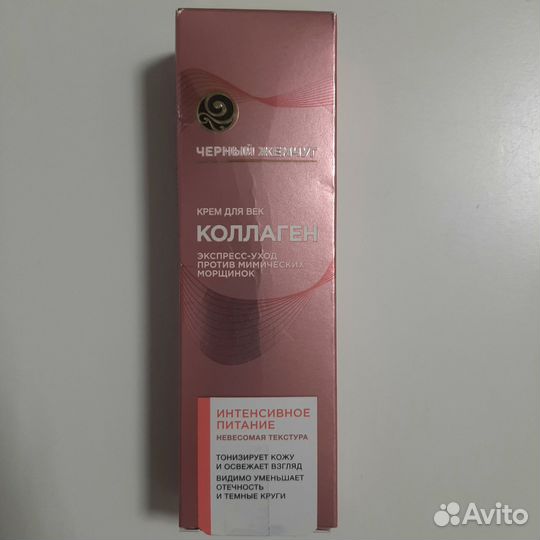 ЧЕРНЫЙ ЖЕМЧУГ
КРЕМ ДЛЯ ВЕК
КОЛЛАГЕН
ЭКСПРЕСС-УХОД
ПРОТИВ МИМИЧЕСКИХ
МОРЩИНОК
ИНТЕНСИВНОЕ
ПИТАНИЕ
НЕВЕСОМАЯ ТЕКСТУРА
ТОНИЗИРУЕТ КОЖУ
И ОСВЕЖАЕТ ВЗГЛЯД
ВИДИМО УМЕНЬШАЕТ
ОТЕЧНОСТЬ
И ТЕМНЫЕ КРУГИ
Avito